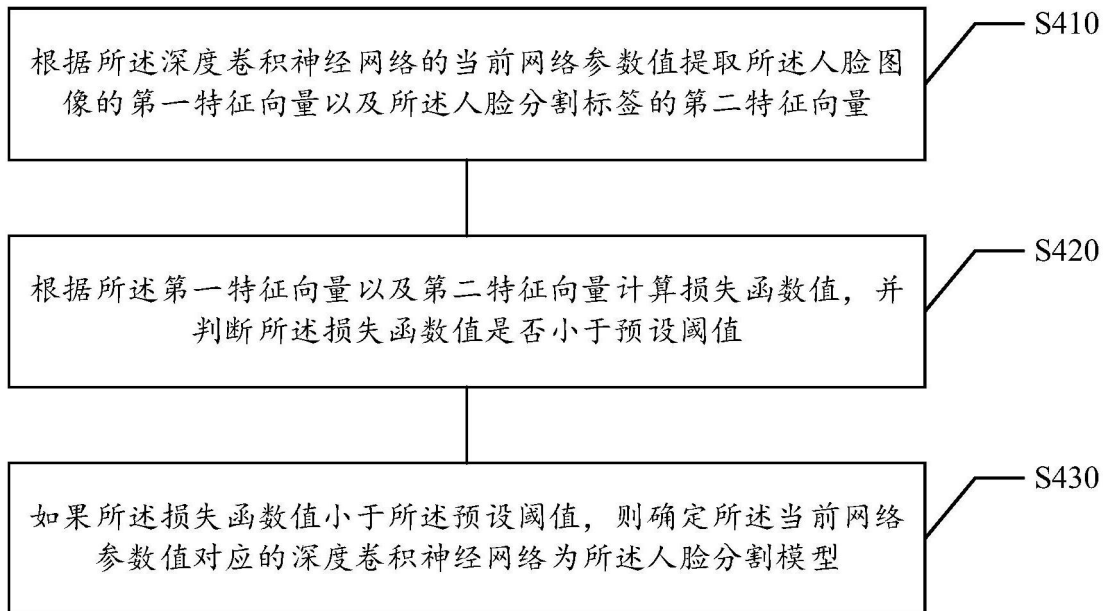 S410
根据所述深度卷积神经网络的当前网络参数值提取所述人脸图
像的第一特征向量以及所述人脸分割标签的第二特征向量
S420
根据所述第一特征向量以及第二特征向量计算损失函数值，并
判断所述损失函数值是否小于预设阈值
S430
如果所述损失函数值小于所述预设阈值，则确定所述当前网络
参数值对应的深度卷积神经网络为所述人脸分割模型